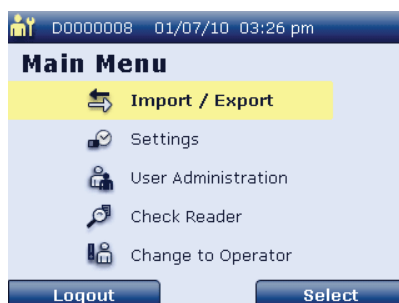 D0000008 01/07/10 03:26 pm
Main Menu
Import / Export
Settings
User Administration
Check Reader
Change to Operator
Logout Select